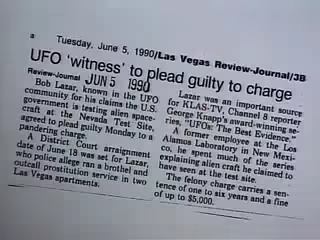 Tuesday, June 5, 1990/Las Vegas Review-Journal/3B
UFO 'witness' to plead guilty to charge
Review-Journal JUN 5 1990
Bob Lazar, known in the UFO
community for his claims the U.S.
government is testing alien space-
craft at the Nevada Test Site,
agreed to plead guilty Monday to a
pandering charge.
A District Court arraignment
date of June 18 was set for Lazar,
who police allege ran a brothel and
outcall prostitution service in two
Las Vegas apartments.
Lazar was an important source
for KLAS-TV, Channel 8 reporter
George Knapp's award-winning se-
ries, "UFOs: The Best Evidence."
A former employee at the Los
Alamos Laboratory in New Mexi-
co, he spent much of the series
explaining alien craft he claimed to
have seen at the test site.
The felony charge carries a sen-
tence of one to six years and a fine
of up to $5,000.